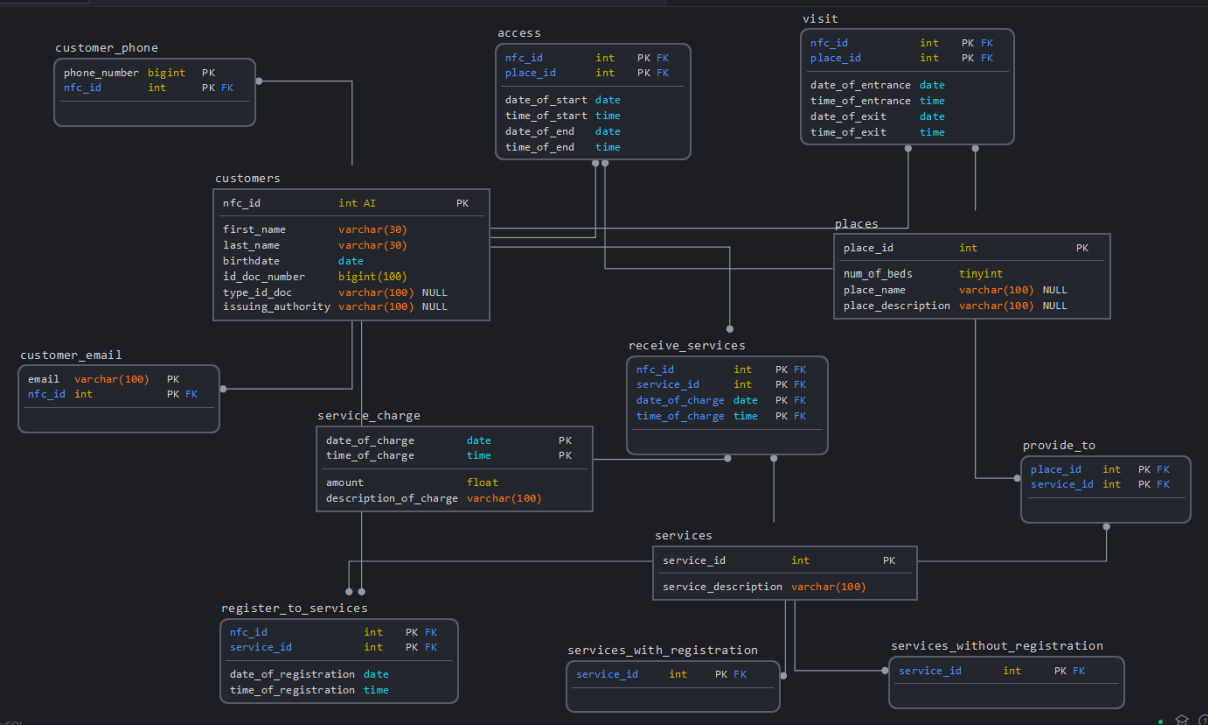 customer_phone
phone_number bigint PK
nfc_id int PK FK
access
nfc_id int PK FK
place_id int PK FK
date_of_start date
time_of_start time
date_of_end date
time_of_end time
visit
nfc_id int PK FK
place_id int PK FK
date_of_entrance date
time_of_entrance time
date_of_exit date
time_of_exit time
customers
nfc_id int AI PK
first_name varchar(30)
last_name varchar(30)
birthdate date
id_doc_number bigint(100)
type_id_doc varchar(100) NULL
issuing_authority varchar(100) NULL
places
place_id int PK
num_of_beds tinyint
place_name varchar(100) NULL
place_description varchar(100) NULL
customer_email
email varchar(100) PK
nfc_id int PK FK
receive_services
nfc_id int PK FK
service_id int PK FK
date_of_charge date PK FK
time_of_charge time PK FK
service_charge
date_of_charge date PK
time_of_charge time PK
amount float
description_of_charge varchar(100)
provide_to
place_id int PK FK
service_id int PK FK
services
service_id int PK
service_description varchar(100)
register_to_services
nfc_id int PK FK
service_id int PK FK
date_of_registration date
time_of_registration time
services_with_registration
service_id int PK FK
services_without_registration
service_id int PK FK